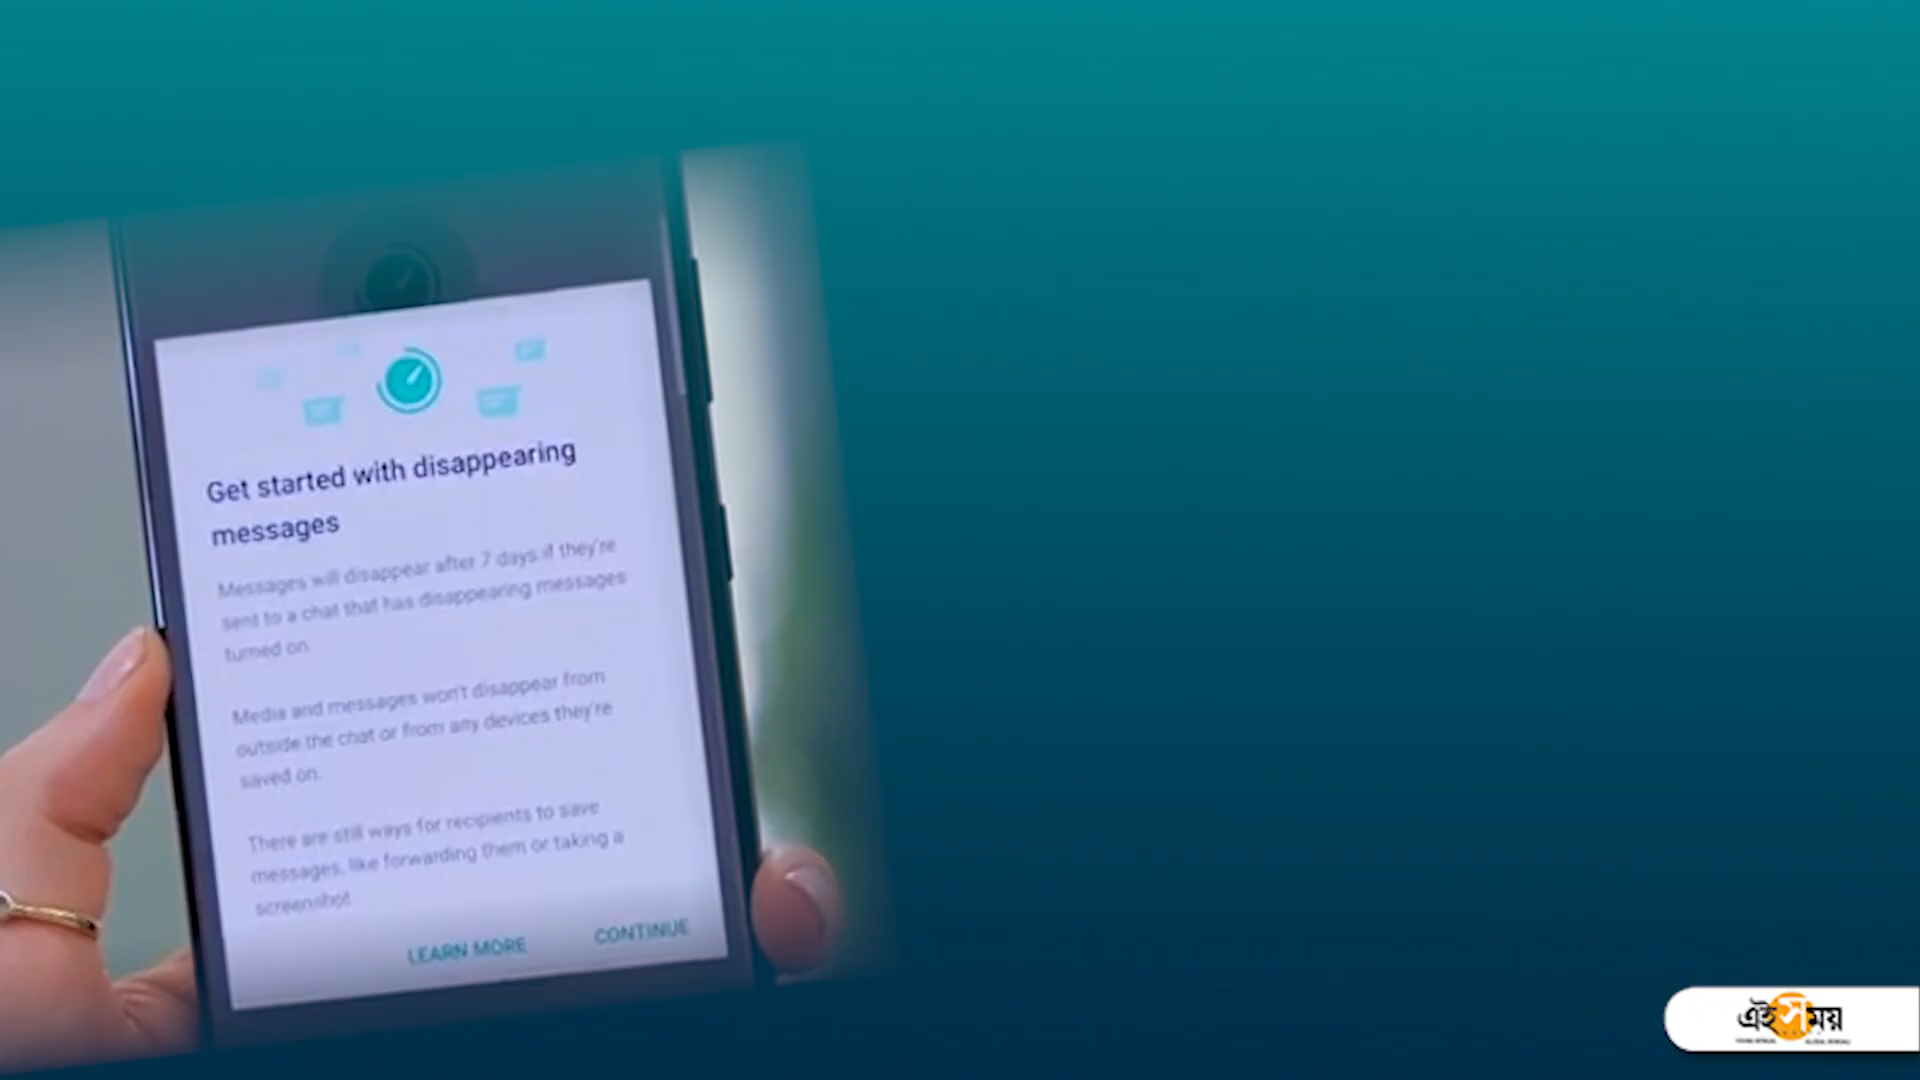 Get started with disappearing
messages
Messages will disappear after 7 days if they're
sent to a chat that has disappearing messages
turned on.
Media and messages won't disappear from
outside the chat or from any devices they're
saved on.
There are still ways for recipients to save
messages, like forwarding them or taking a
screenshot.
LEARN MORE CONTINUE
এই সময়